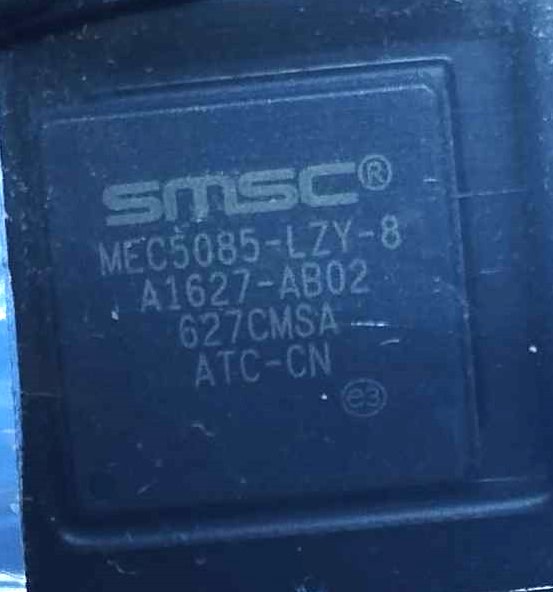 smsc®
MEC5085-LZY-8
A1627-AB02
627CMSA
ATC-CN
e3